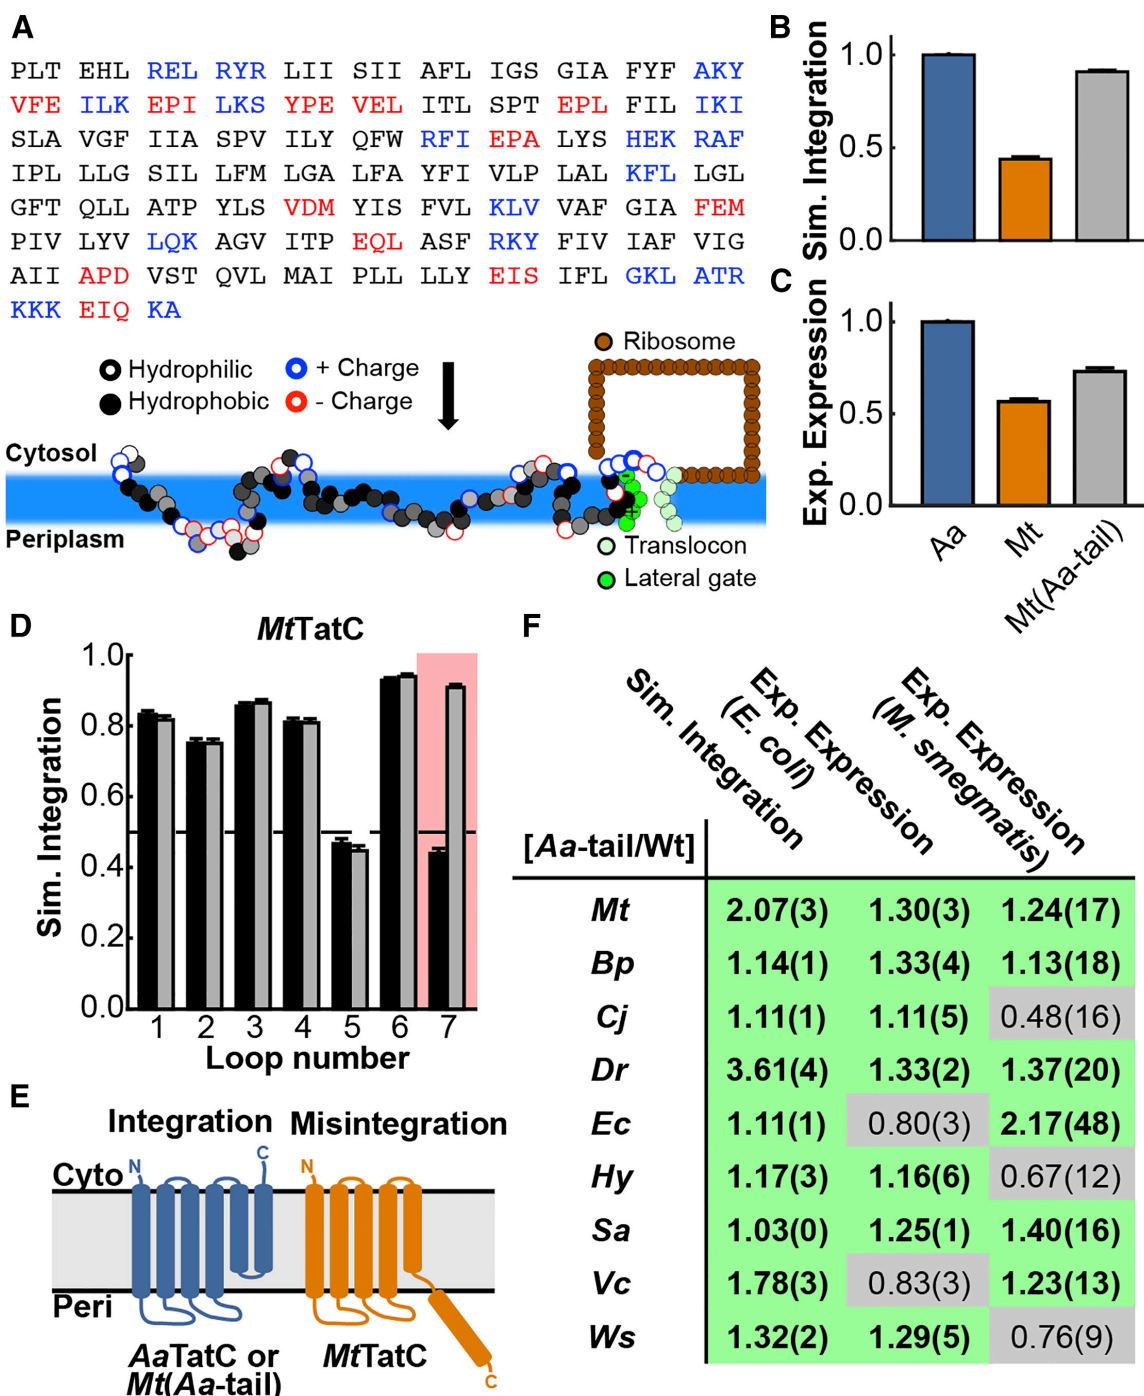 A
PLT EHL REL RYR LII SII AFL IGS GIA FYF AKY
VFE ILK EPI LKS YPE VEL ITL SPT EPL FIL IKI
SLA VGF IIA SPV ILY QFW RFI EPA LYS HEK RAF
IPL LLG SIL LFM LGA LFA YFI VLP LAL KFL LGL
GFT QLL ATP YLS VDM YIS FVL KLV VAF GIA FEM
PIV LYV LQK AGV ITP EQL ASF RKY FIV IAF VIG
AII APD VST QVL MAI PLL LLY EIS IFL GKL ATR
KKK EIQ KA
Hydrophilic
+ Charge
Hydrophobic
- Charge
Ribosome
Cytosol
Periplasm
-
+
Translocon
Lateral gate
B
Sim. Integration
1.0
0.5
0.0
C
Exp. Expression
1.0
0.5
0.0
Aa
Mt
Mt(Aa-tail)
D
MtTatC
Sim. Integration
1.0
0.8
0.6
0.4
0.2
0.0
1 2 3 4 5 6 7
Loop number
E
Integration
Misintegration
Cyto
N
C
N
Peri
C
AaTatC or
Mt(Aa-tail)
MtTatC
F
Sim. Integration
Exp. Expression
(E. coli)
Exp. Expression
(M. smegmatis)
[Aa-tail/Wt]
Mt 2.07(3) 1.30(3) 1.24(17)
Bp 1.14(1) 1.33(4) 1.13(18)
Cj 1.11(1) 1.11(5) 0.48(16)
Dr 3.61(4) 1.33(2) 1.37(20)
Ec 1.11(1) 0.80(3) 2.17(48)
Hy 1.17(3) 1.16(6) 0.67(12)
Sa 1.03(0) 1.25(1) 1.40(16)
Vc 1.78(3) 0.83(3) 1.23(13)
Ws 1.32(2) 1.29(5) 0.76(9)